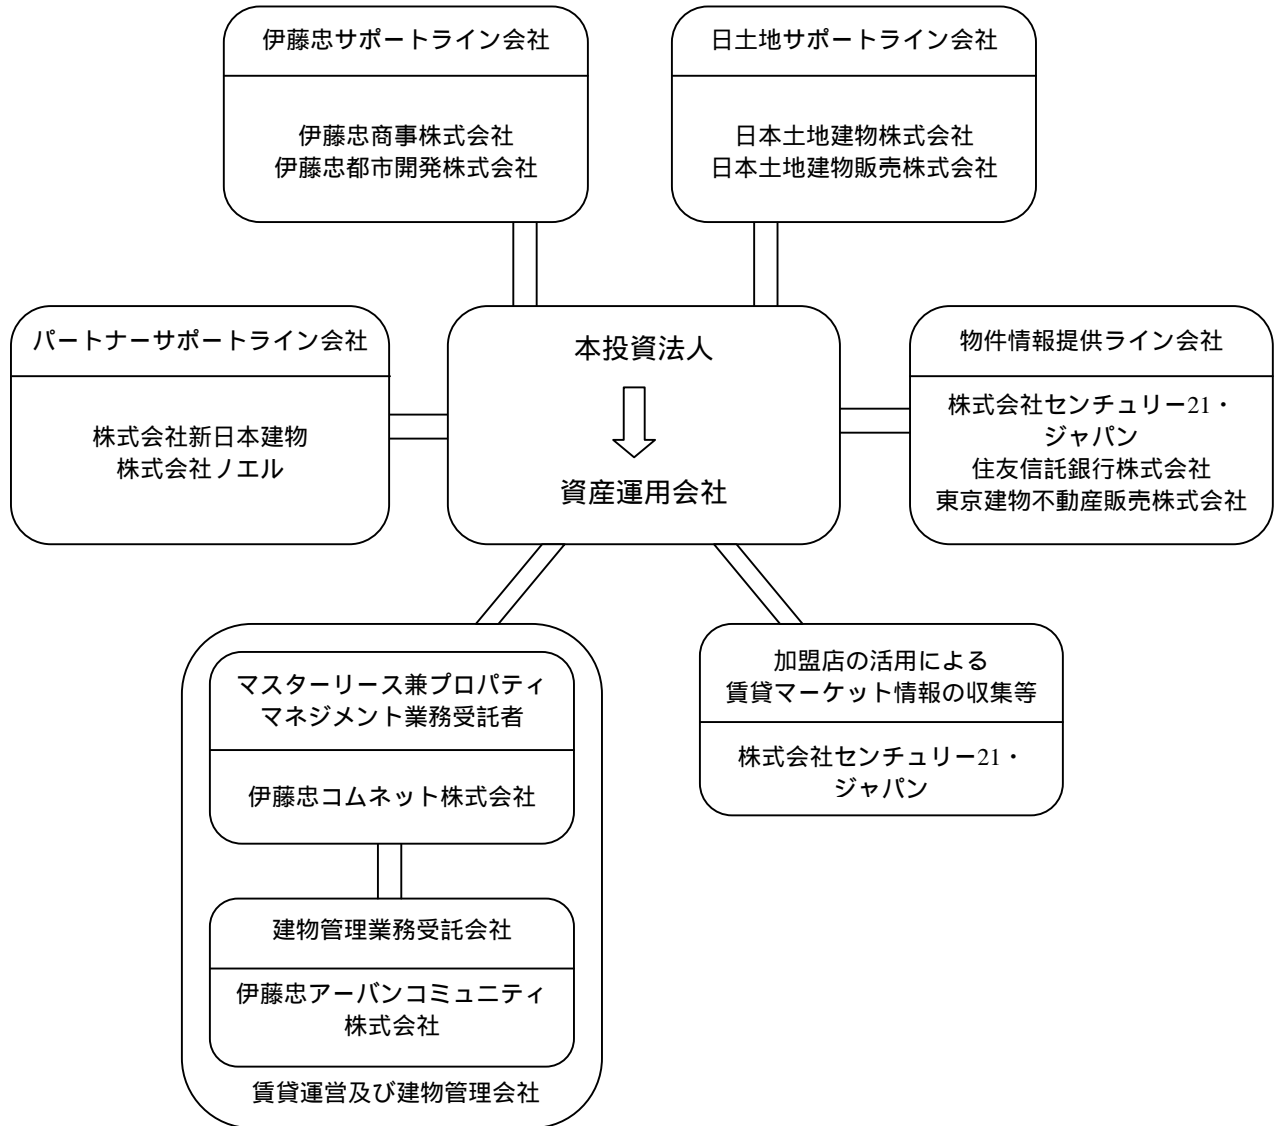 伊藤忠サポートライン会社
伊藤忠商事株式会社
伊藤忠都市開発株式会社
日土地サポートライン会社
日本土地建物株式会社
日本土地建物販売株式会社
パートナーサポートライン会社
株式会社新日本建物
株式会社ノエル
本投資法人
資産運用会社
物件情報提供ライン会社
株式会社センチュリー21・
ジャパン
住友信託銀行株式会社
東京建物不動産販売株式会社
マスターリース兼プロパティ
マネジメント業務受託者
伊藤忠コムネット株式会社
建物管理業務受託会社
伊藤忠アーバンコミュニティ
株式会社
賃貸運営及び建物管理会社
加盟店の活用による
賃貸マーケット情報の収集等
株式会社センチュリー21・
ジャパン